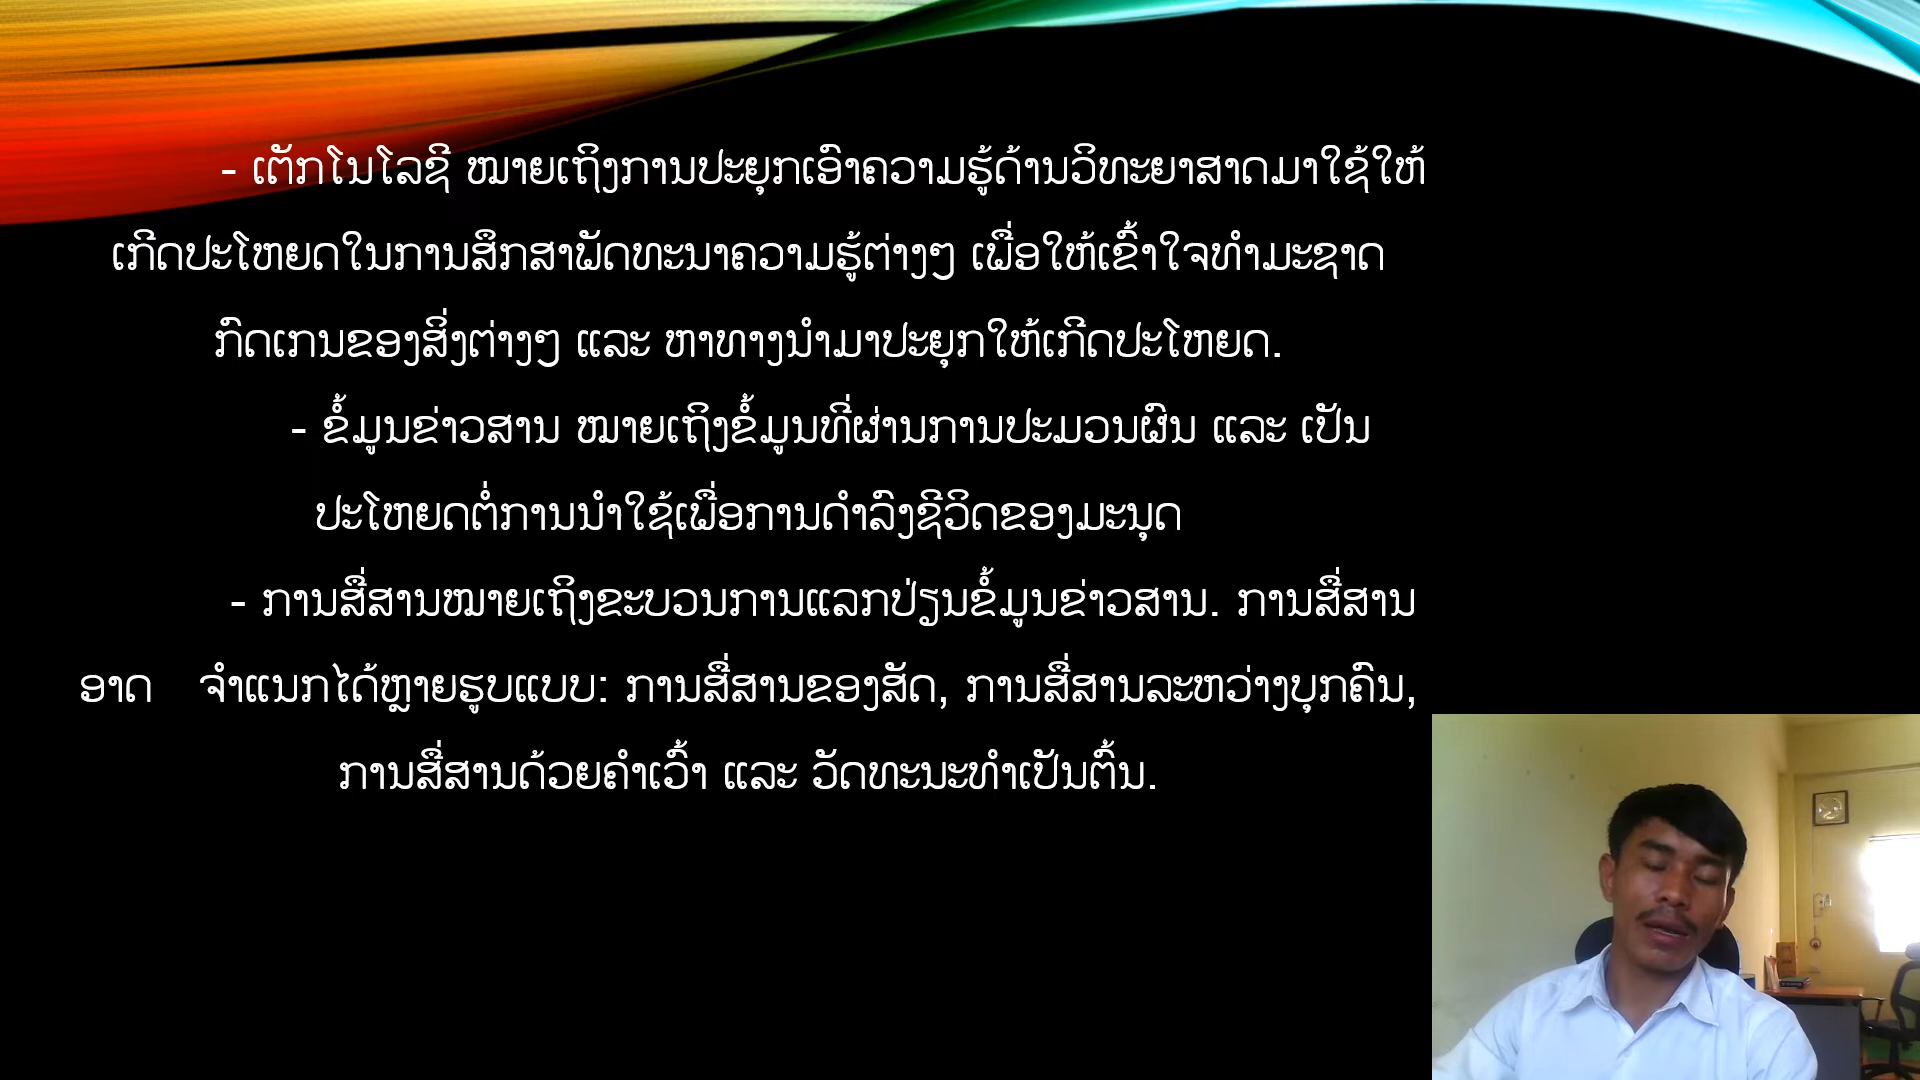 - ເຕັກໂນໂລຊີ ໝາຍເຖິງການປະຍຸກເອົາຄວາມຮູ້ດ້ານວິທະຍາສາດມາໃຊ້ໃຫ້
ເກີດປະໂຫຍດໃນການສຶກສາພັດທະນາຄວາມຮູ້ຕ່າງໆ ເພື່ອໃຫ້ເຂົ້າໃຈທຳມະຊາດ
ກົດເກນຂອງສິ່ງຕ່າງໆ ແລະ ຫາທາງນຳມາປະຍຸກໃຫ້ເກີດປະໂຫຍດ.
- ຂໍ້ມູນຂ່າວສານ ໝາຍເຖິງຂໍ້ມູນທີ່ຜ່ານການປະມວນຜົນ ແລະ ເປັນ
ປະໂຫຍດຕໍ່ການນຳໃຊ້ເພື່ອການດຳລົງຊີວິດຂອງມະນຸດ
- ການສື່ສານໝາຍເຖິງຂະບວນການແລກປ່ຽນຂໍ້ມູນຂ່າວສານ. ການສື່ສານ
ອາດ ຈຳແນກໄດ້ຫຼາຍຮູບແບບ: ການສື່ສານຂອງສັດ, ການສື່ສານລະຫວ່າງບຸກຄົນ,
ການສື່ສານດ້ວຍຄຳເວົ້າ ແລະ ວັດທະນະທຳເປັນຕົ້ນ.